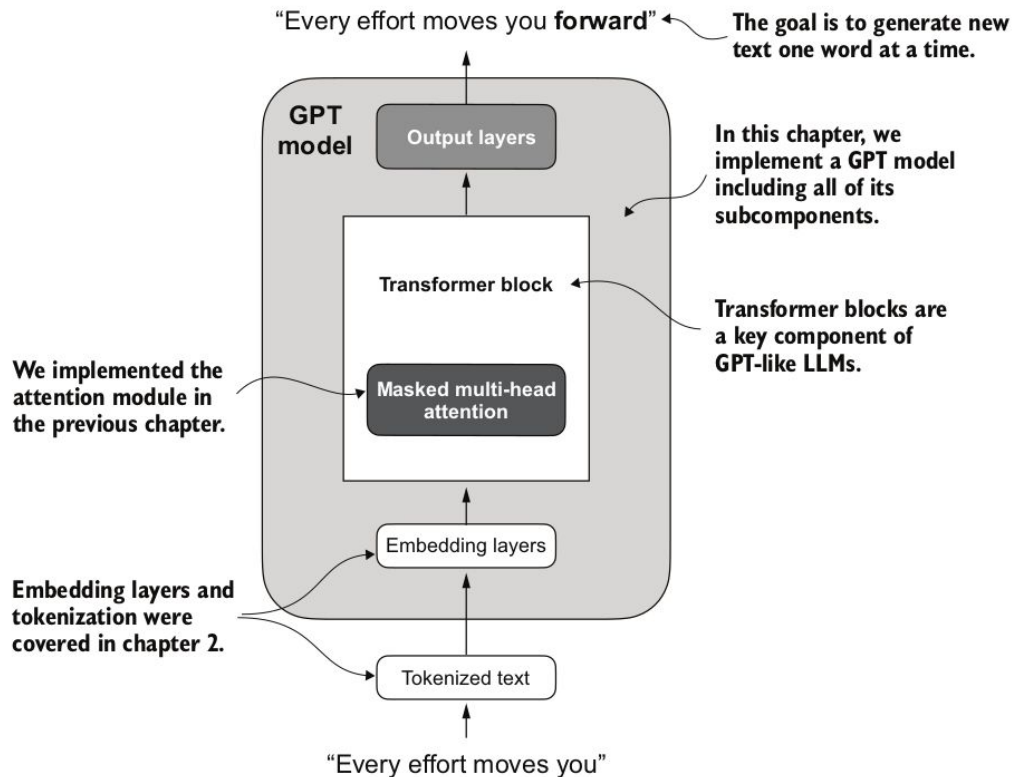 “Every effort moves you forward”
The goal is to generate new
text one word at a time.
GPT
model
Output layers
In this chapter, we
implement a GPT model
including all of its
subcomponents.
Transformer block
Transformer blocks are
a key component of
GPT-like LLMs.
We implemented the
attention module in
the previous chapter.
Masked multi-head
attention
Embedding layers
Embedding layers and
tokenization were
covered in chapter 2.
Tokenized text
“Every effort moves you”